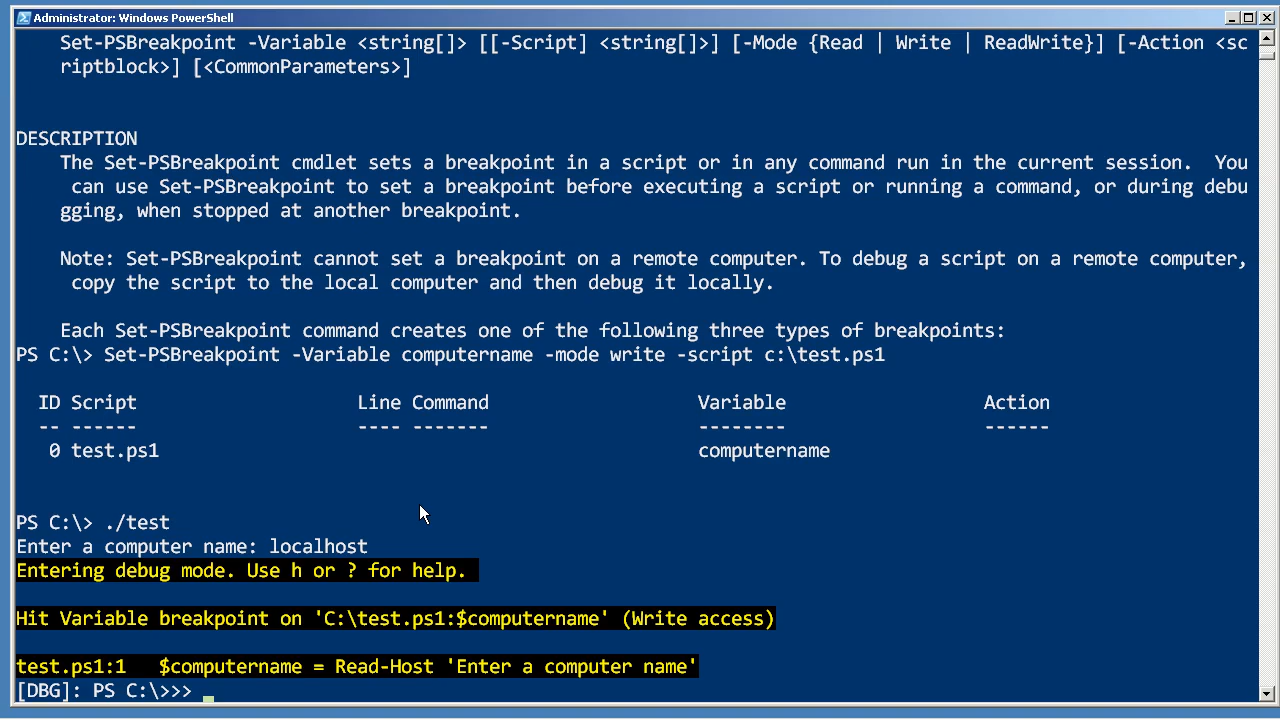 Administrator: Windows PowerShell
Set-PSBreakpoint -Variable <string[]> [[-Script] <string[]>] [-Mode {Read | Write | ReadWrite}] [-Action <sc
riptblock>] [<CommonParameters>]
DESCRIPTION
The Set-PSBreakpoint cmdlet sets a breakpoint in a script or in any command run in the current session.  You
can use Set-PSBreakpoint to set a breakpoint before executing a script or running a command, or during debu
gging, when stopped at another breakpoint.
Note: Set-PSBreakpoint cannot set a breakpoint on a remote computer. To debug a script on a remote computer,
copy the script to the local computer and then debug it locally.
Each Set-PSBreakpoint command creates one of the following three types of breakpoints:
PS C:\> Set-PSBreakpoint -Variable computername -mode write -script c:\test.ps1
ID Script Line Command Variable Action
-- ------ ---- ------- -------- ------
0 test.ps1 computername
PS C:\> ./test
Enter a computer name: localhost
Entering debug mode. Use h or ? for help.
Hit Variable breakpoint on 'C:\test.ps1:$computername' (Write access)
test.ps1:1   $computername = Read-Host 'Enter a computer name'
[DBG]: PS C:\>>> _